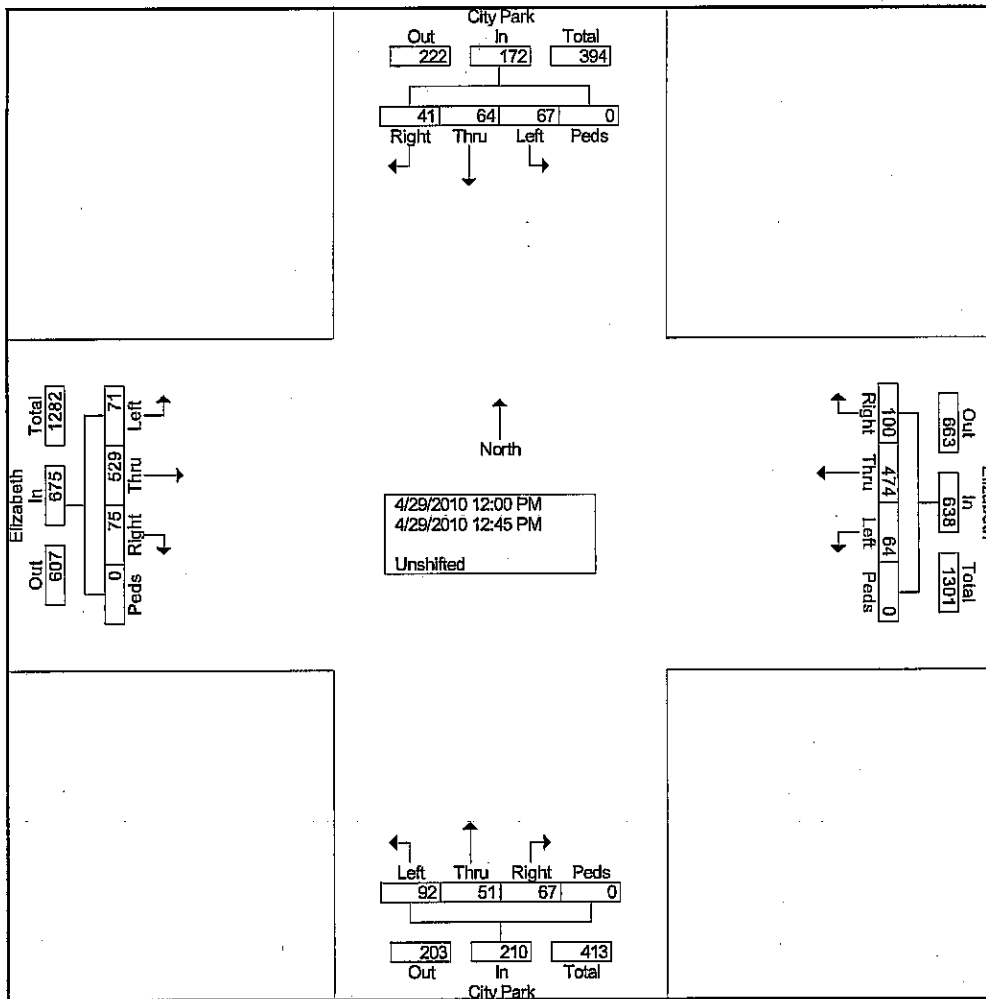 City Park
Out In Total
222 172 394
41 64 67 0
Right Thru Left Peds
Elizabeth
Total In Out
1282 675 607
71 529 75 0
Left Thru Right Peds
North
4/29/2010 12:00 PM
4/29/2010 12:45 PM
Unshifted
Right Thru Left Peds
100 474 64 0
663 638 1301
Out In Total
Elizabeth
Left Thru Right Peds
92 51 67 0
203 210 413
Out In Total
City Park